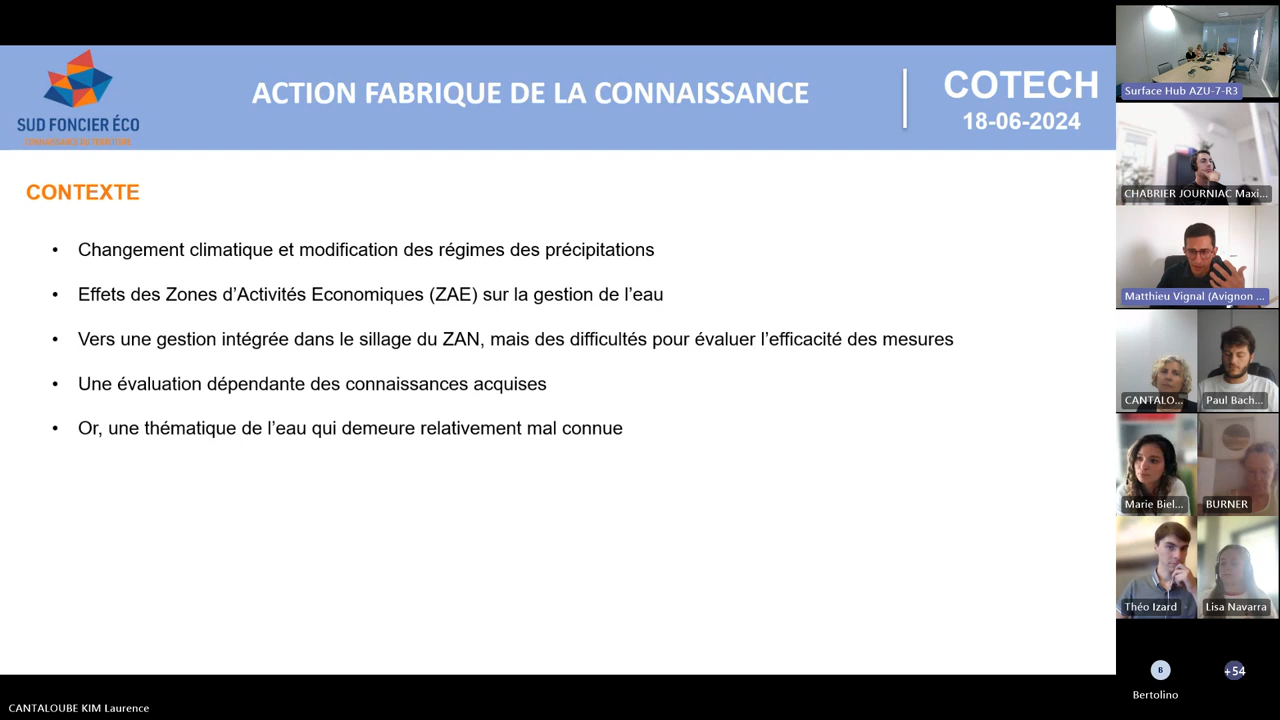 SUD FONCIER ÉCO
CONNAISSANCE DU TERRITOIRE
ACTION FABRIQUE DE LA CONNAISSANCE
COTECH
18-06-2024
CONTEXTE
• Changement climatique et modification des régimes des précipitations
• Effets des Zones d’Activités Economiques (ZAE) sur la gestion de l’eau
• Vers une gestion intégrée dans le sillage du ZAN, mais des difficultés pour évaluer l’efficacité des mesures
• Une évaluation dépendante des connaissances acquises
• Or, une thématique de l’eau qui demeure relativement mal connue
Surface Hub AZU-7-R3
CHABRIER JOURNIAC Maxi...
Matthieu Vignal (Avignon ...
CANTALO...
Paul Bach...
Marie Biel...
BURNER
Théo Izard
Lisa Navarra
B
+54
Bertolino
CANTALOUBE KIM Laurence